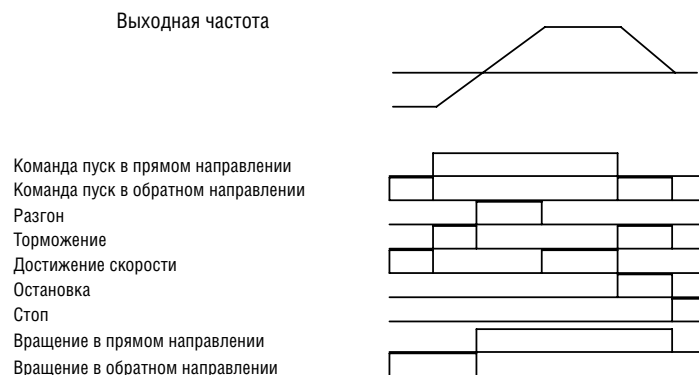 Выходная частота
Команда пуск в прямом направлении
Команда пуск в обратном направлении
Разгон
Торможение
Достижение скорости
Остановка
Стоп
Вращение в прямом направлении
Вращение в обратном направлении